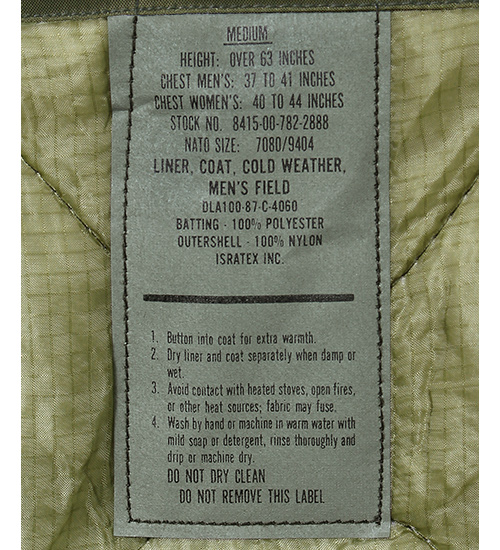 MEDIUM
HEIGHT: OVER 63 INCHES
CHEST MEN'S: 37 TO 41 INCHES
CHEST WOMEN'S: 40 TO 44 INCHES
STOCK NO. 8415-00-782-2888
NATO SIZE: 7080/9404
LINER, COAT, COLD WEATHER,
MEN'S FIELD
DLA100-87-C-4060
BATTING - 100% POLYESTER
OUTERSHELL - 100% NYLON
ISRATEX INC.
1. Button into coat for extra warmth.
2. Dry liner and coat separately when damp or
wet.
3. Avoid contact with heated stoves, open fires,
or other heat sources; fabric may fuse.
4. Wash by hand or machine in warm water with
mild soap or detergent, rinse thoroughly and
drip or machine dry.
DO NOT DRY CLEAN
DO NOT REMOVE THIS LABEL